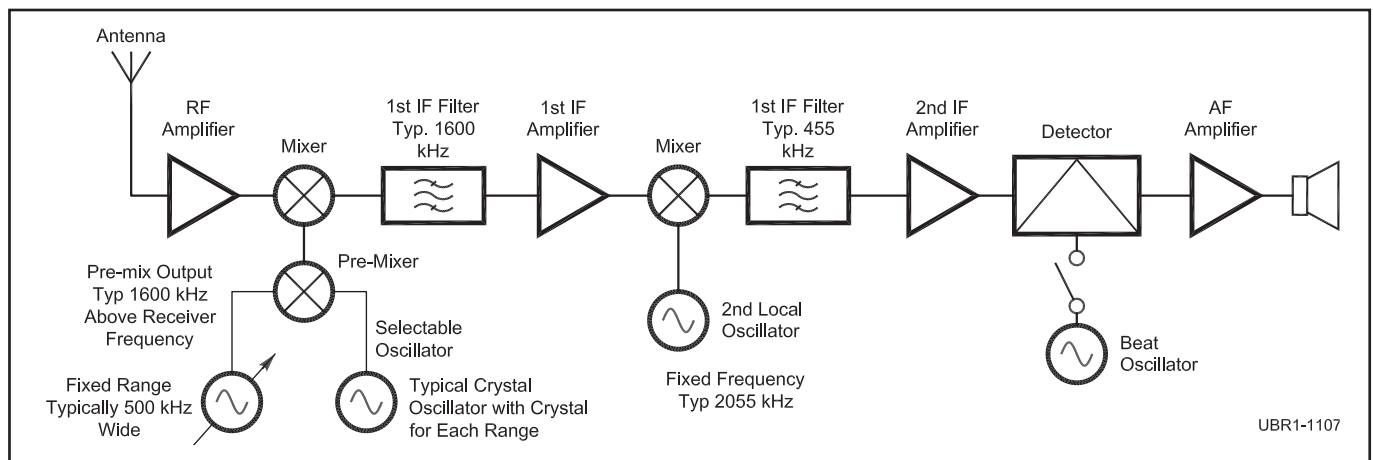 Antenna
RF
Amplifier
Mixer
1st IF Filter
Typ. 1600
kHz
1st IF
Amplifier
Mixer
1st IF Filter
Typ. 455
kHz
2nd IF
Amplifier
Detector
AF
Amplifier
Pre-mix Output
Typ 1600 kHz
Above Receiver
Frequency
Pre-Mixer
Selectable
Oscillator
Fixed Range
Typically 500 kHz
Wide
Typical Crystal
Oscillator with Crystal
for Each Range
2nd Local
Oscillator
Fixed Frequency
Typ 2055 kHz
Beat
Oscillator
UBR1-1107